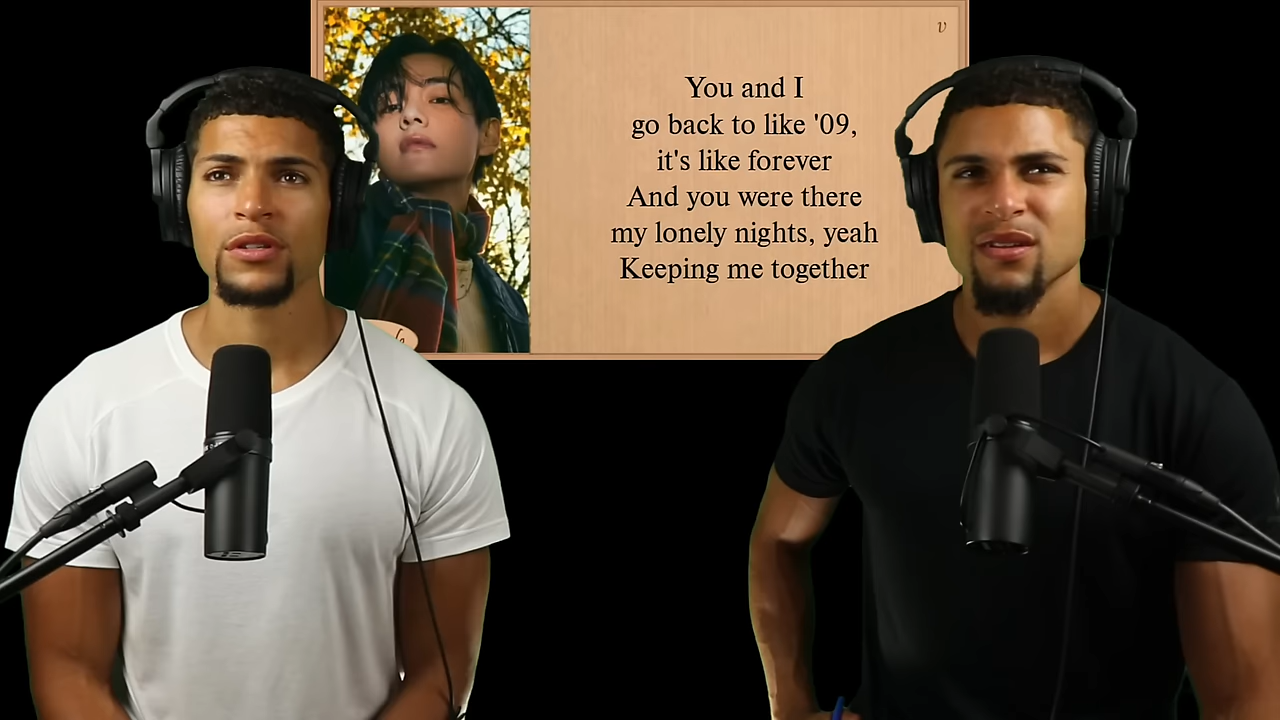 v
You and I
go back to like '09,
it's like forever
And you were there
my lonely nights, yeah
Keeping me together